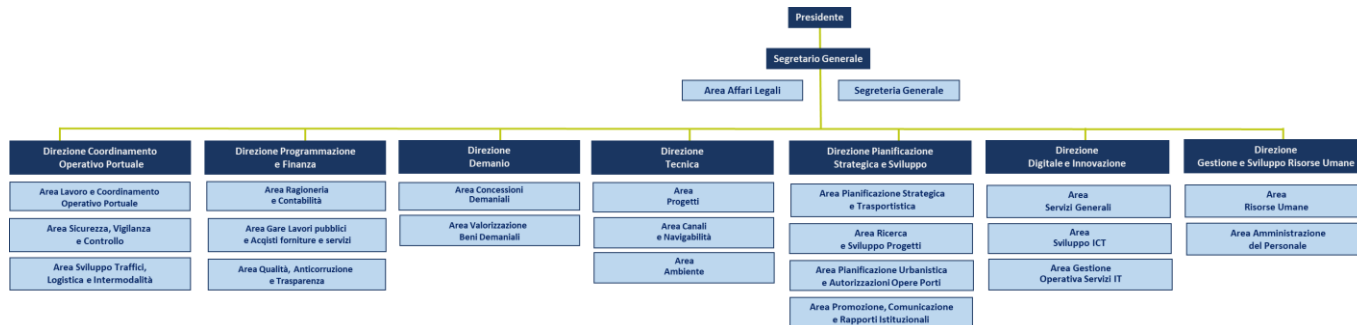 Presidente
Segretario Generale
Area Affari Legali
Segreteria Generale
Direzione Coordinamento
Operativo Portuale
Area Lavoro e Coordinamento
Operativo Portuale
Area Sicurezza, Vigilanza
e Controllo
Area Sviluppo Traffici,
Logistica e Intermodalità
Direzione Programmazione
e Finanza
Area Ragioneria
e Contabilità
Area Gare Lavori pubblici
e Acqisti forniture e servizi
Area Qualità, Anticorruzione
e Trasparenza
Direzione
Demanio
Area Concessioni
Demaniali
Area Valorizzazione
Beni Demaniali
Direzione
Tecnica
Area
Progetti
Area Canali
e Navigabilità
Area
Ambiente
Direzione Pianificazione
Strategica e Sviluppo
Area Pianificazione Strategica
e Trasportistica
Area Ricerca
e Sviluppo Progetti
Area Pianificazione Urbanistica
e Autorizzazioni Opere Porti
Area Promozione, Comunicazione
e Rapporti Istituzionali
Direzione
Digitale e Innovazione
Area
Servizi Generali
Area
Sviluppo ICT
Area Gestione
Operativa Servizi IT
Direzione
Gestione e Sviluppo Risorse Umane
Area
Risorse Umane
Area Amministrazione
del Personale